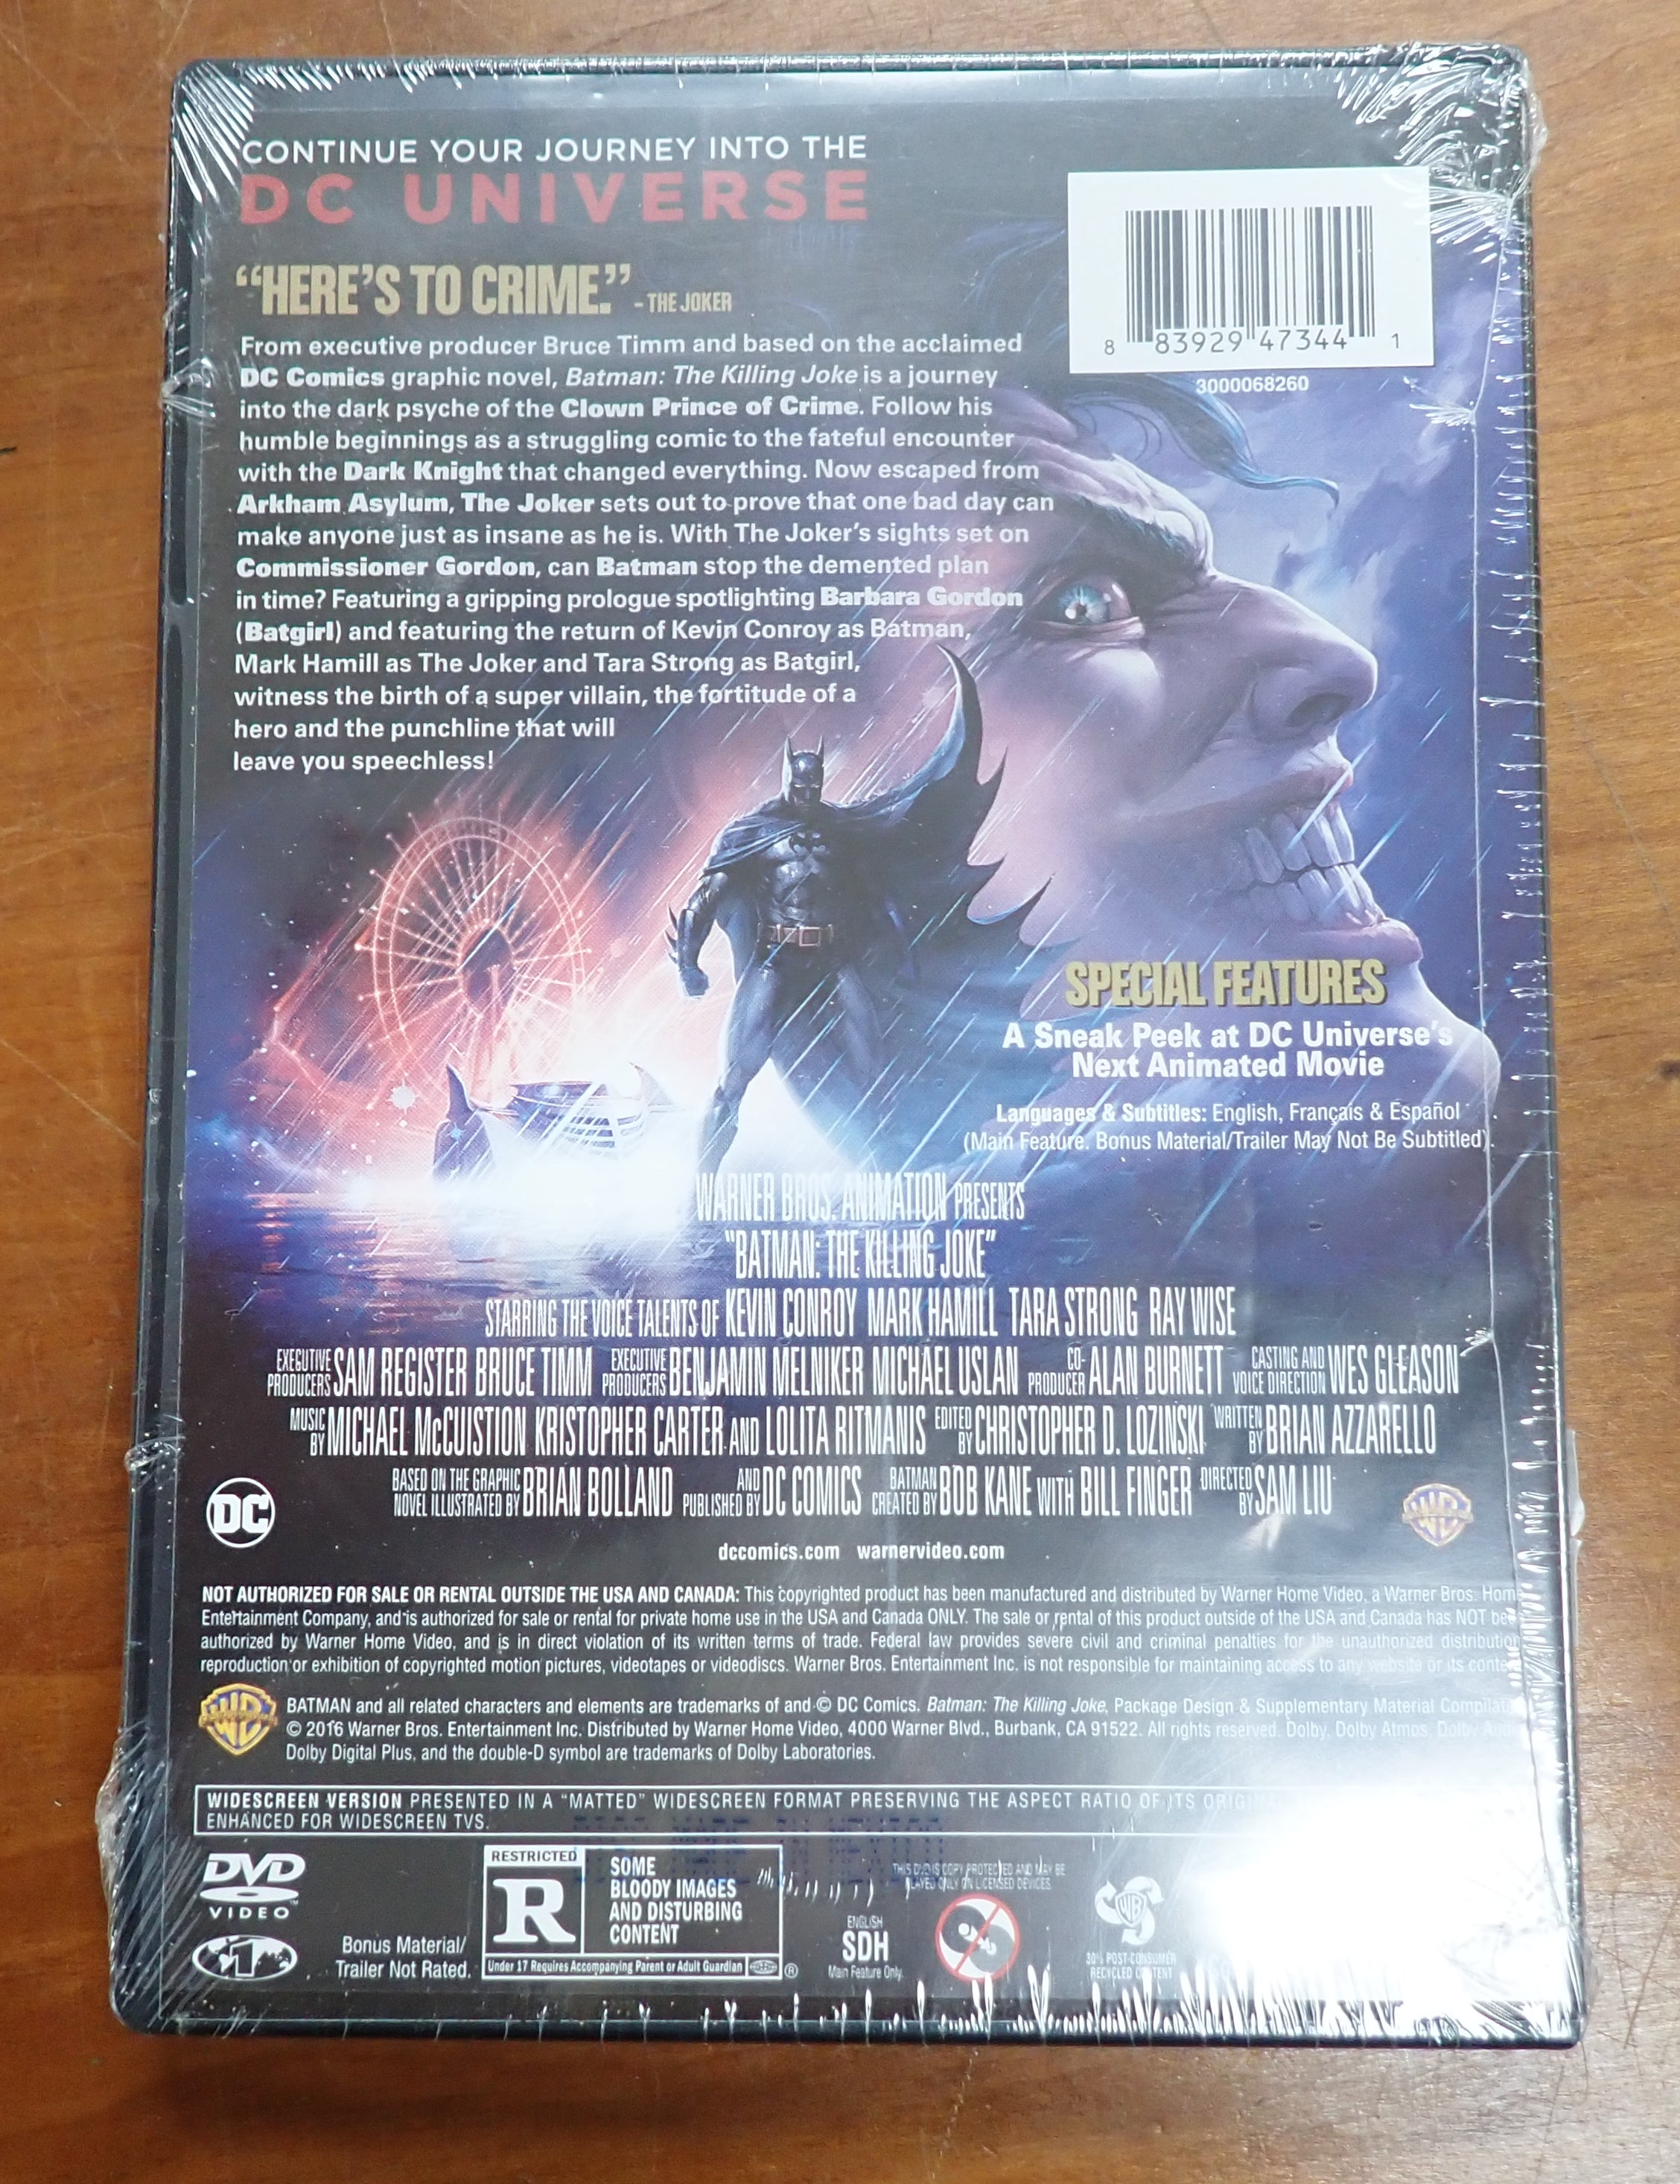 CONTINUE YOUR JOURNEY INTO THE
DC UNIVERSE
8 83929 47344 1
3000068260
“HERE’S TO CRIME.” - THE JOKER
From executive producer Bruce Timm and based on the acclaimed
DC Comics graphic novel, Batman: The Killing Joke is a journey
into the dark psyche of the Clown Prince of Crime. Follow his
humble beginnings as a struggling comic to the fateful encounter
with the Dark Knight that changed everything. Now escaped from
Arkham Asylum, The Joker sets out to prove that one bad day can
make anyone just as insane as he is. With The Joker’s sights set on
Commissioner Gordon, can Batman stop the demented plan
in time? Featuring a gripping prologue spotlighting Barbara Gordon
(Batgirl) and featuring the return of Kevin Conroy as Batman,
Mark Hamill as The Joker and Tara Strong as Batgirl,
witness the birth of a super villain, the fortitude of a
hero and the punchline that will
leave you speechless!
SPECIAL FEATURES
A Sneak Peek at DC Universe’s
Next Animated Movie
Languages & Subtitles: English, Français & Español
(Main Feature. Bonus Material/Trailer May Not Be Subtitled).
WARNER BROS. ANIMATION PRESENTS
“BATMAN: THE KILLING JOKE”
STARRING THE VOICE TALENTS OF KEVIN CONROY MARK HAMILL TARA STRONG RAY WISE
EXECUTIVE PRODUCERS SAM REGISTER BRUCE TIMM EXECUTIVE PRODUCERS BENJAMIN MELNIKER MICHAEL USLAN CO-PRODUCER ALAN BURNETT CASTING AND VOICE DIRECTION WES GLEASON
MUSIC BY MICHAEL McCUISTION KRISTOPHER CARTER AND LOLITA RITMANIS EDITED BY CHRISTOPHER D. LOZINSKI WRITTEN BY BRIAN AZZARELLO
BASED ON THE GRAPHIC NOVEL ILLUSTRATED BY BRIAN BOLLAND AND PUBLISHED BY DC COMICS BATMAN CREATED BY BOB KANE WITH BILL FINGER DIRECTED BY SAM LIU
DC
WB
dccomics.com warnervideo.com
NOT AUTHORIZED FOR SALE OR RENTAL OUTSIDE THE USA AND CANADA: This copyrighted product has been manufactured and distributed by Warner Home Video, a Warner Bros. Home
Entertainment Company, and is authorized for sale or rental for private home use in the USA and Canada ONLY. The sale or rental of this product outside of the USA and Canada has NOT been
authorized by Warner Home Video, and is in direct violation of its written terms of trade. Federal law provides severe civil and criminal penalties for the unauthorized distribution,
reproduction or exhibition of copyrighted motion pictures, videotapes or videodiscs. Warner Bros. Entertainment Inc. is not responsible for maintaining access to any website or its
WB
BATMAN and all related characters and elements are trademarks of and © DC Comics. Batman: The Killing Joke, Package Design & Supplementary Material
© 2016 Warner Bros. Entertainment Inc. Distributed by Warner Home Video, 4000 Warner Blvd., Burbank, CA 91522. All rights reserved. Dolby, Dolby Atmos,
Dolby Digital Plus, and the double-D symbol are trademarks of Dolby Laboratories.
WIDESCREEN VERSION PRESENTED IN A “MATTED” WIDESCREEN FORMAT PRESERVING THE ASPECT RATIO OF ITS
ENHANCED FOR WIDESCREEN TVS.
DVD
VIDEO
1
Bonus Material/
Trailer Not Rated.
RESTRICTED
R
SOME
BLOODY IMAGES
AND DISTURBING
CONTENT
Under 17 Requires Accompanying Parent or Adult Guardian
®
THIS DVD IS COPY PROTECTED AND MAY BE
PLAYED ONLY ON LICENSED DEVICES.
ENGLISH
SDH
Main Feature Only.
WB
30% POST-CONSUMER
RECYCLED CONTENT